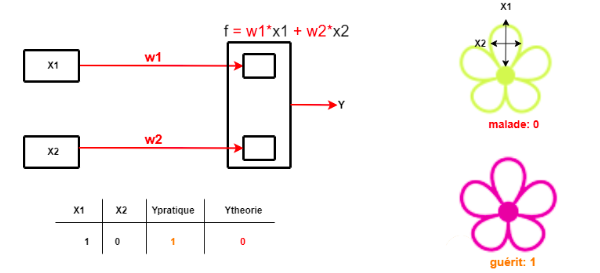 f = w1*x1 + w2*x2
X1
w1
Y
X2
w2
X1
X2
malade: 0
guérit: 1
X1 X2 Ypratique Ytheorie
1 0 1 0